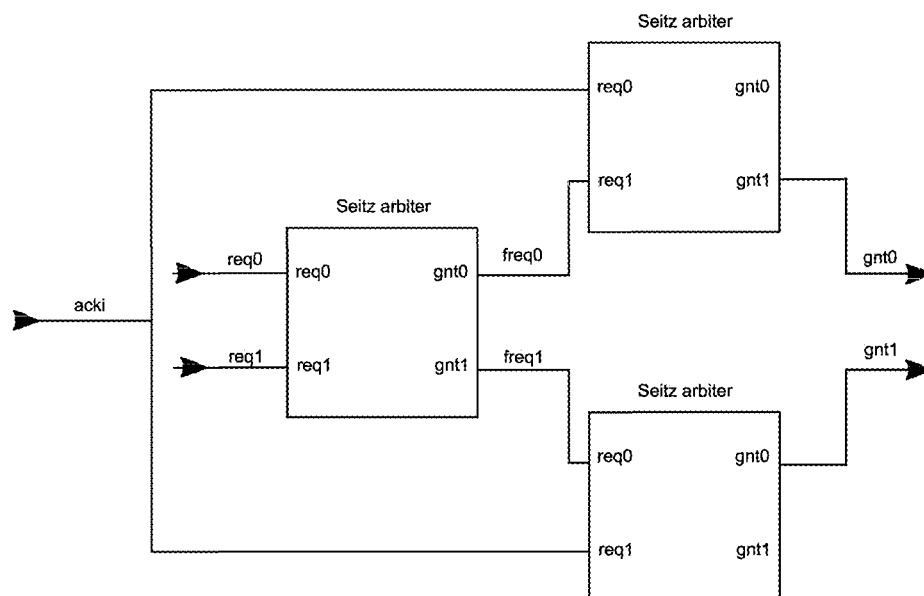 Seitz arbiter
req0 gnt0
req1 gnt1
Seitz arbiter
req0 req0 gnt0 freq0 gnt0
acki
req1 req1 gnt1 freq1 gnt1
Seitz arbiter
req0 gnt0
req1 gnt1